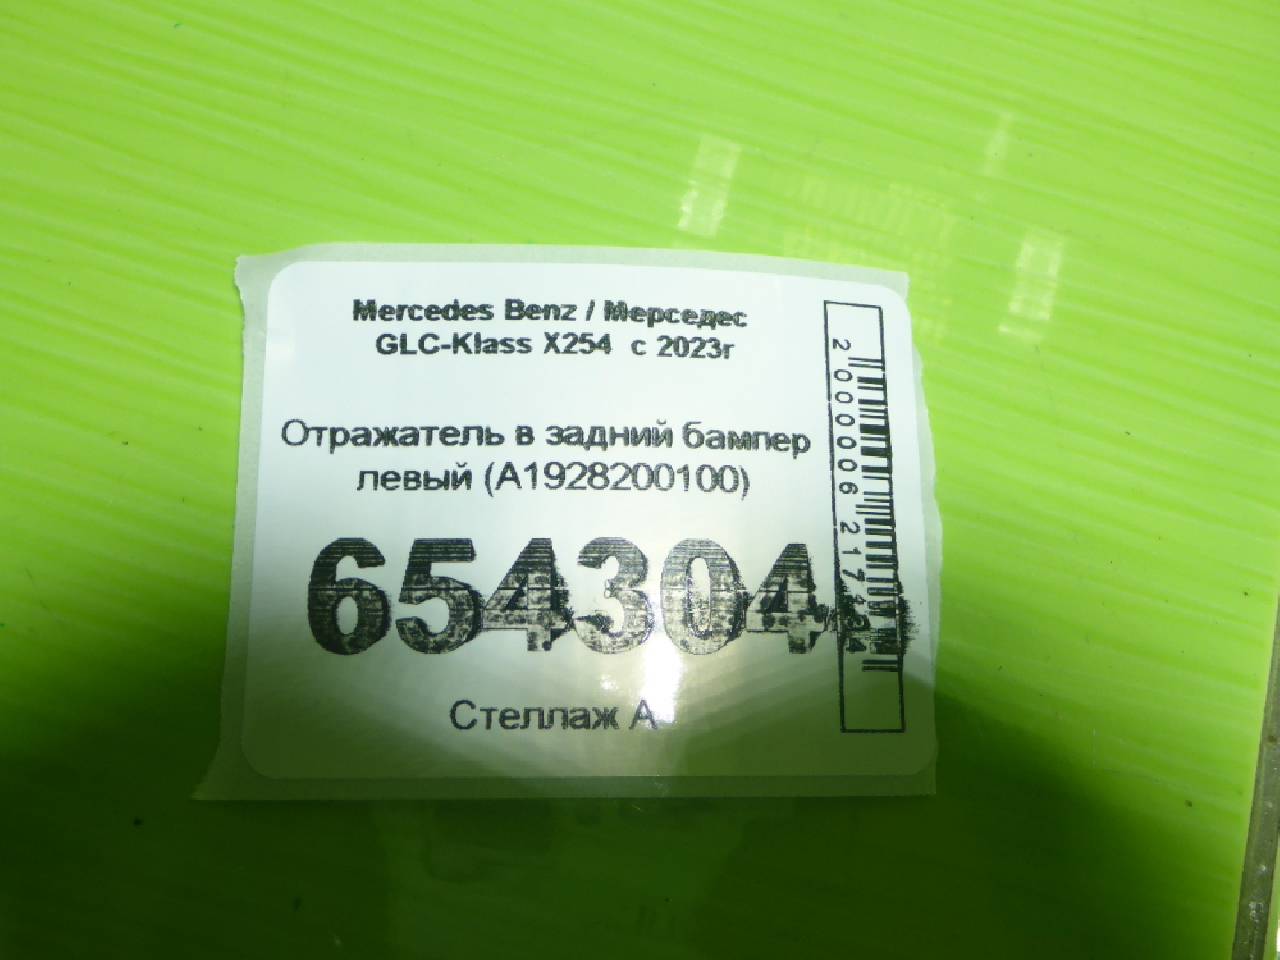 Mercedes Benz / Мерседес
GLC-Klass X254 с 2023г
Отражатель в задний бампер
левый (A1928200100)
654304
Стеллаж А